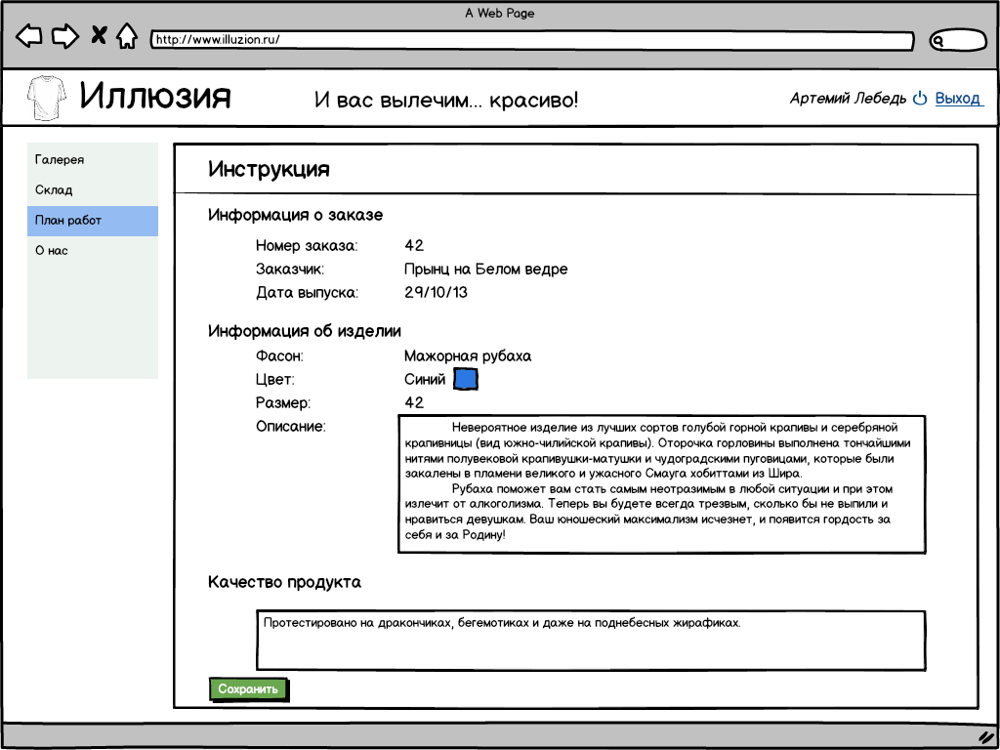 A Web Page
http://www.illuzion.ru/
Иллюзия
И вас вылечим... красиво!
Артемий Лебедь Выход
Галерея
Склад
План работ
О нас
Инструкция
Информация о заказе
Номер заказа: 42
Заказчик: Прынц на Белом ведре
Дата выпуска: 29/10/13
Информация об изделии
Фасон: Мажорная рубаха
Цвет: Синий
Размер: 42
Описание:
Невероятное изделие из лучших сортов голубой горной крапивы и серебряной
крапивницы (вид южно-чилийской крапивы). Оторочка горловины выполнена тончайшими
нитями полувековой крапивушки-матушки и чудоградскими пуговицами, которые были
закалены в пламени великого и ужасного Смауга хобиттами из Шира.
Рубаха поможет вам стать самым неотразимым в любой ситуации и при этом
излечит от алкоголизма. Теперь вы будете всегда трезвым, сколько бы не выпили и
нравиться девушкам. Ваш юношеский максимализм исчезнет, и появится гордость за
себя и за Родину!
Качество продукта
Протестировано на дракончиках, бегемотиках и даже на поднебесных жирафиках.
Сохранить